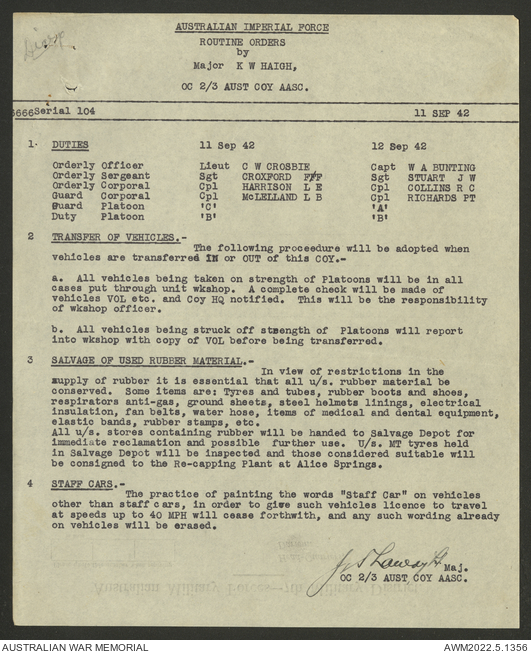 AUSTRALIAN IMPERIAL FORCE
ROUTINE ORDERS
by
Major K W HAIGH,
OC 2/3 AUST COY AASC.
6666Serial 104 11 SEP 42
1. DUTIES 11 Sep 42 12 Sep 42
Orderly Officer Lieut C W CROSBIE Capt W A BUNTING
Orderly Sergeant Sgt CROXFORD FFF Sgt STUART J W
Orderly Corporal Cpl HARRISON L E Cpl COLLINS R C
Guard Corporal Cpl McLELLAND L B Cpl RICHARDS PT
Guard Platoon 'C' 'A'
Duty Platoon 'B' 'B'
2 TRANSFER OF VEHICLES.-
The following proceedure will be adopted when
vehicles are transferred IN or OUT of this COY.-
a. All vehicles being taken on strength of Platoons will be in all
cases put through unit wkshop. A complete check will be made of
vehicles VOL etc. and Coy HQ notified. This will be the responsibility
of wkshop officer.
b. All vehicles being struck off strength of Platoons will report
into wkshop with copy of VOL before being transferred.
3 SALVAGE OF USED RUBBER MATERIAL.-
In view of restrictions in the
supply of rubber it is essential that all u/s. rubber material be
conserved. Some items are; Tyres and tubes, rubber boots and shoes,
respirators anti-gas, ground sheets, steel helmets linings, electrical
insulation, fan belts, water hose, items of medical and dental equipment,
elastic bands, rubber stamps, etc.
All u/s. stores containing rubber will be handed to Salvage Depot for
immediate reclamation and possible further use. U/s. MT tyres held
in Salvage Depot will be inspected and those considered suitable will
be consigned to the Re-capping Plant at Alice Springs.
4 STAFF CARS.-
The practice of painting the words "Staff Car" on vehicles
other than staff cars, in order to give such vehicles licence to travel
at speeds up to 40 MPH will cease forthwith, and any such wording already
on vehicles will be erased.
Maj.
OC 2/3 AUST COY AASC.
Australian Military Forces—7th Military District
AUSTRALIAN WAR MEMORIAL AWM2022.5.1356